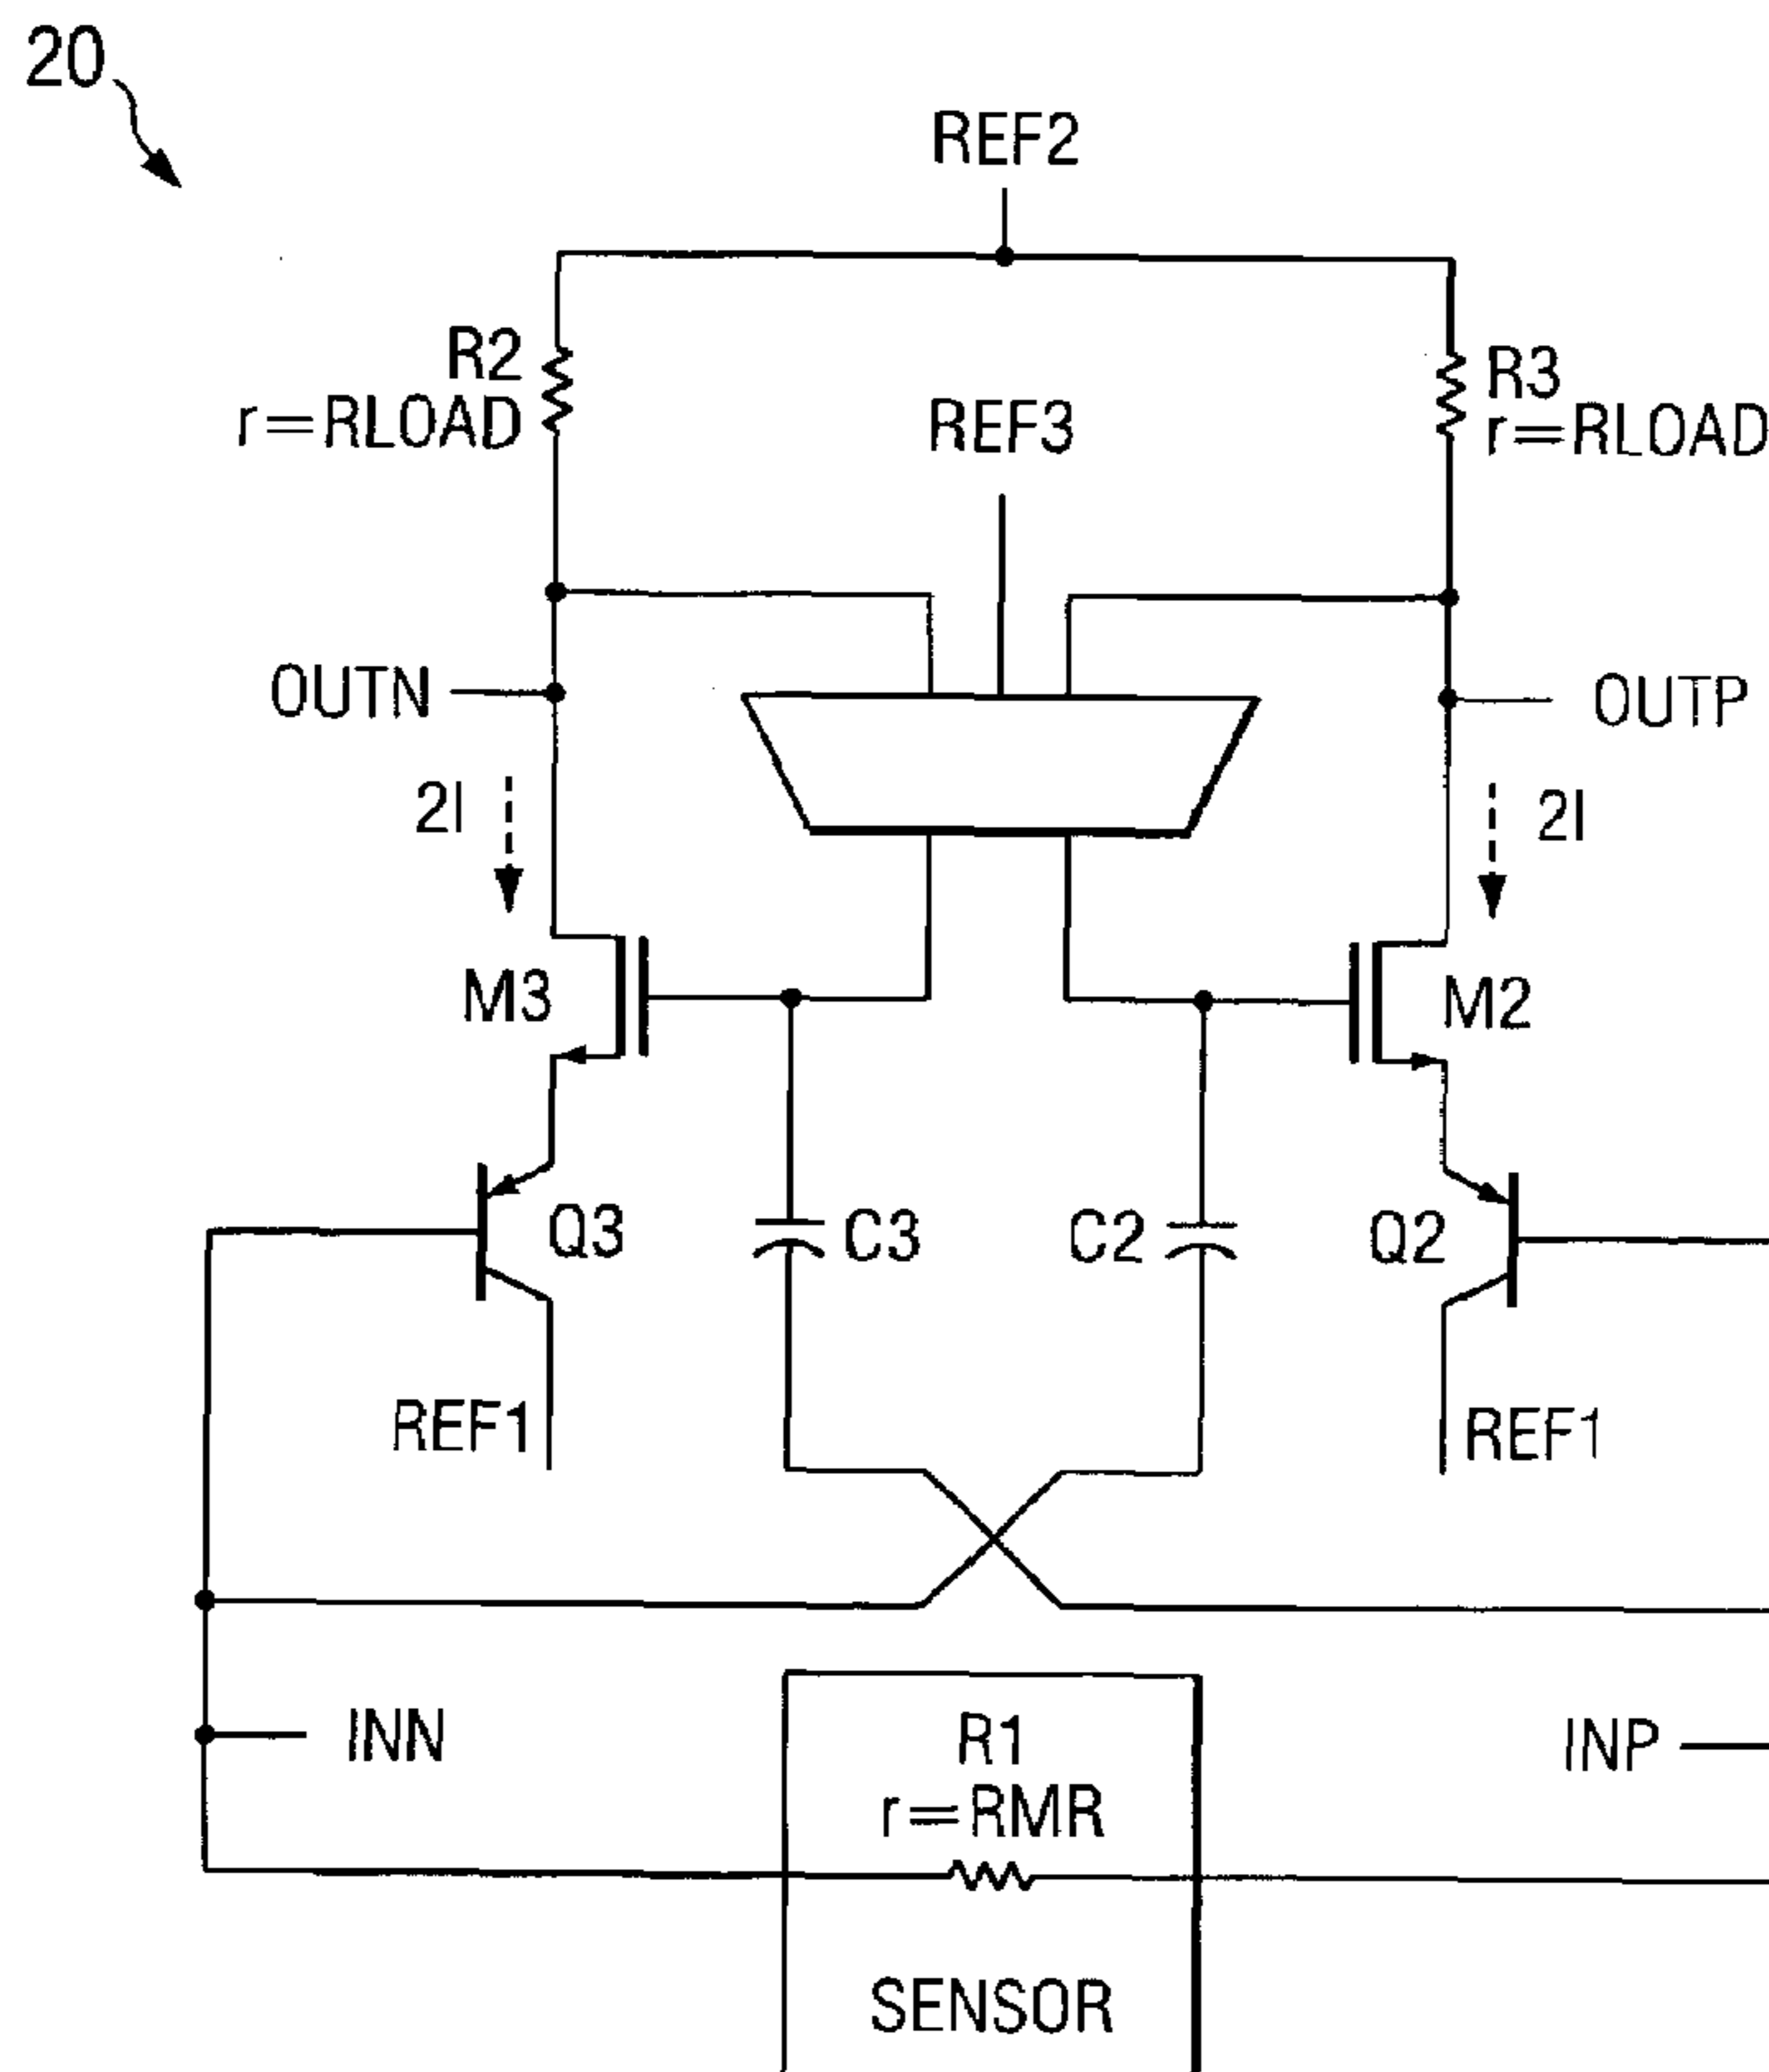 20
REF2
R2
r=RLOAD
REF3
R3
r=RLOAD
OUTN
OUTP
2I
2I
M3
M2
Q3
C3
C2
Q2
REF1
REF1
INN
R1
r=RMR
INP
SENSOR